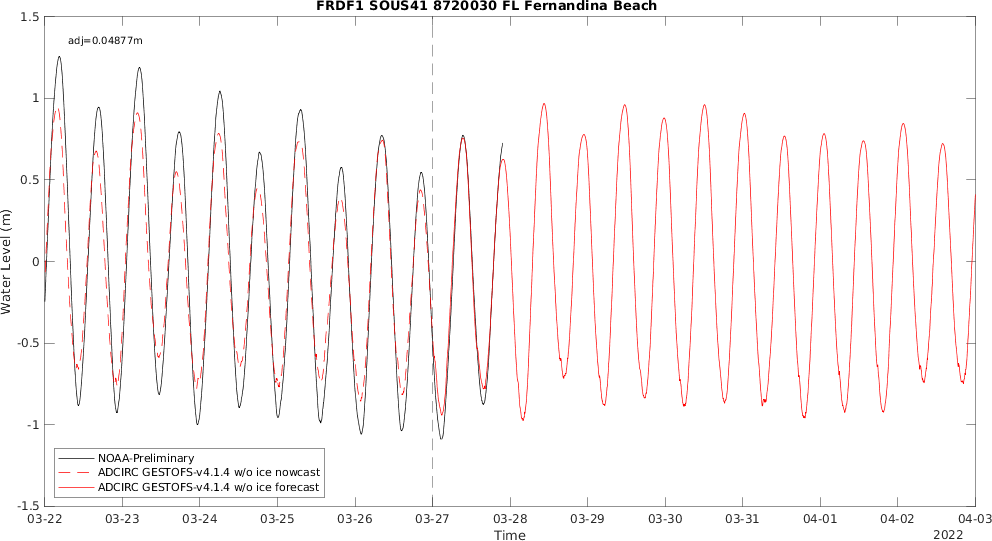 FRDF1 SOUS41 8720030 FL Fernandina Beach
1.5
1
0.5
0
-0.5
-1
-1.5
Water Level (m)
adj=0.04877m
NOAA-Preliminary
ADCIRC GESTOFS-v4.1.4 w/o ice nowcast
ADCIRC GESTOFS-v4.1.4 w/o ice forecast
03-22 03-23 03-24 03-25 03-26 03-27 03-28 03-29 03-30 03-31 04-01 04-02 04-03
Time
2022